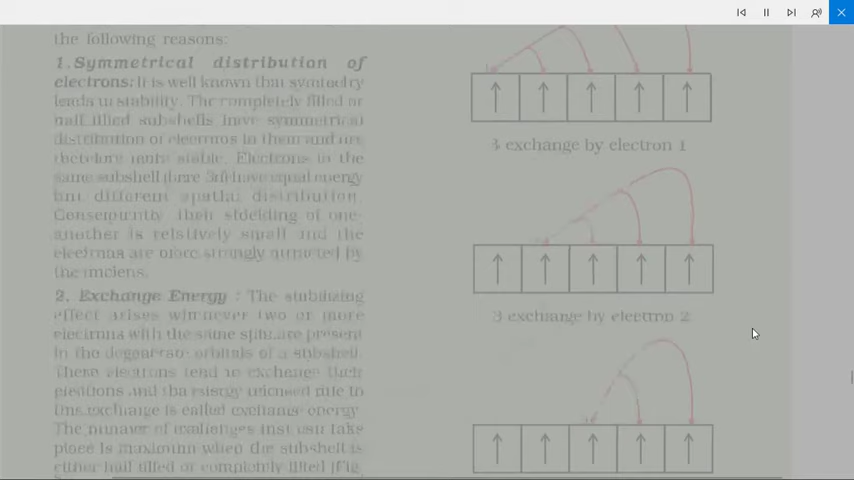 the following reasons:
1. Symmetrical distribution of
electrons: It is well known that symmetry
leads to stability. The completely filled or
half filled subshells have symmetrical
distribution of electrons in them and are
therefore more stable. Electrons in the
same subshell (here 3d) have equal energy
but different spatial distribution.
Consequently their shielding of one-
another is relatively small and the
electrons are more strongly attracted by
the nucleus.
2. Exchange Energy : The stabilizing
effect arises whenever two or more
electrons with the same spin are present
in the degenerate orbitals of a subshell.
These electrons tend to exchange their
positions and the energy released due to
this exchange is called exchange energy.
The number of exchanges that can take
place is maximum when the subshell is
either half filled or completely filled (Fig.
exchange by electron 1
3 exchange by electron 2